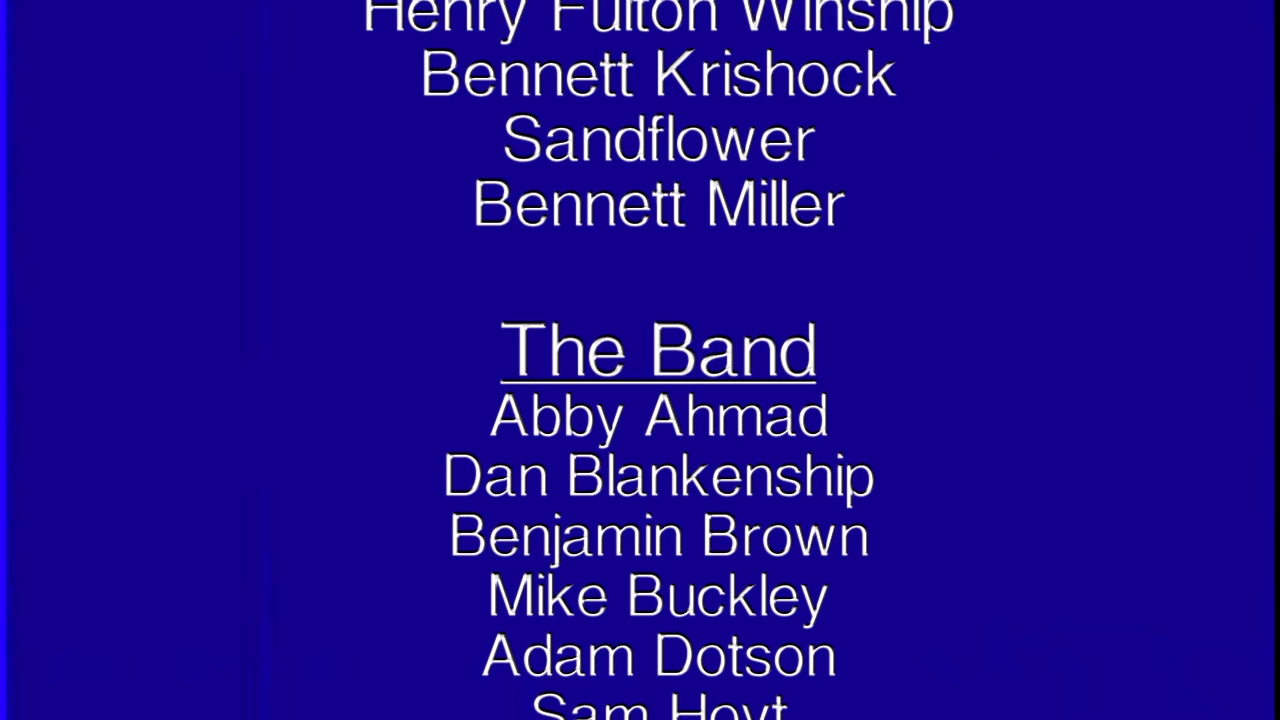 Henry Fulton Winship
Bennett Krishock
Sandflower
Bennett Miller
The Band
Abby Ahmad
Dan Blankenship
Benjamin Brown
Mike Buckley
Adam Dotson
Sam Hoyt